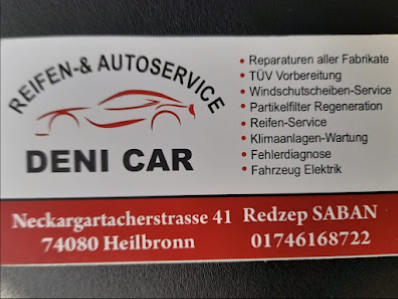 REIFEN-& AUTOSERVICE
DENI CAR
• Reparaturen aller Fabrikate
• TÜV Vorbereitung
• Windschutscheiben-Service
• Partikelfilter Regeneration
• Reifen-Service
• Klimaanlagen-Wartung
• Fehlerdiagnose
• Fahrzeug Elektrik
Neckargartacherstrasse 41
74080 Heilbronn
Redzep SABAN
01746168722